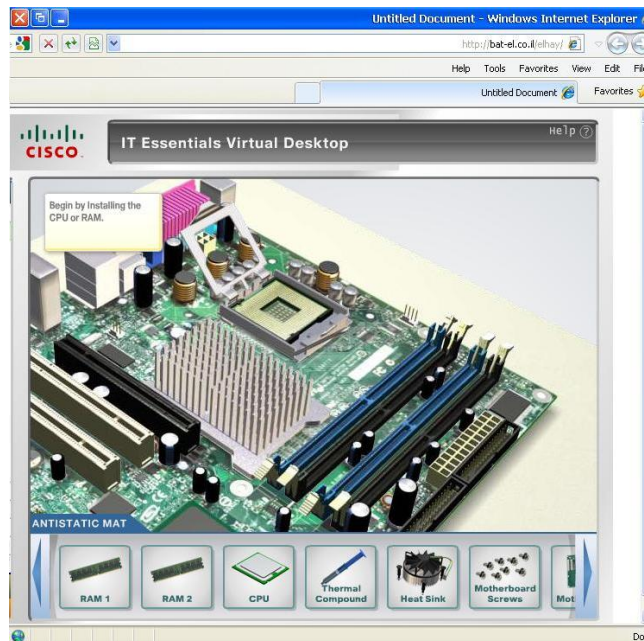 Untitled Document - Windows Internet Explorer
http://bat-el.co.il/elhay/
Help Tools Favorites View Edit
Untitled Document Favorites
CISCO
IT Essentials Virtual Desktop
Help ?
Begin by Installing the
CPU or RAM.
ANTISTATIC MAT
RAM 1
RAM 2
CPU
Thermal
Compound
Heat Sink
Motherboard
Screws